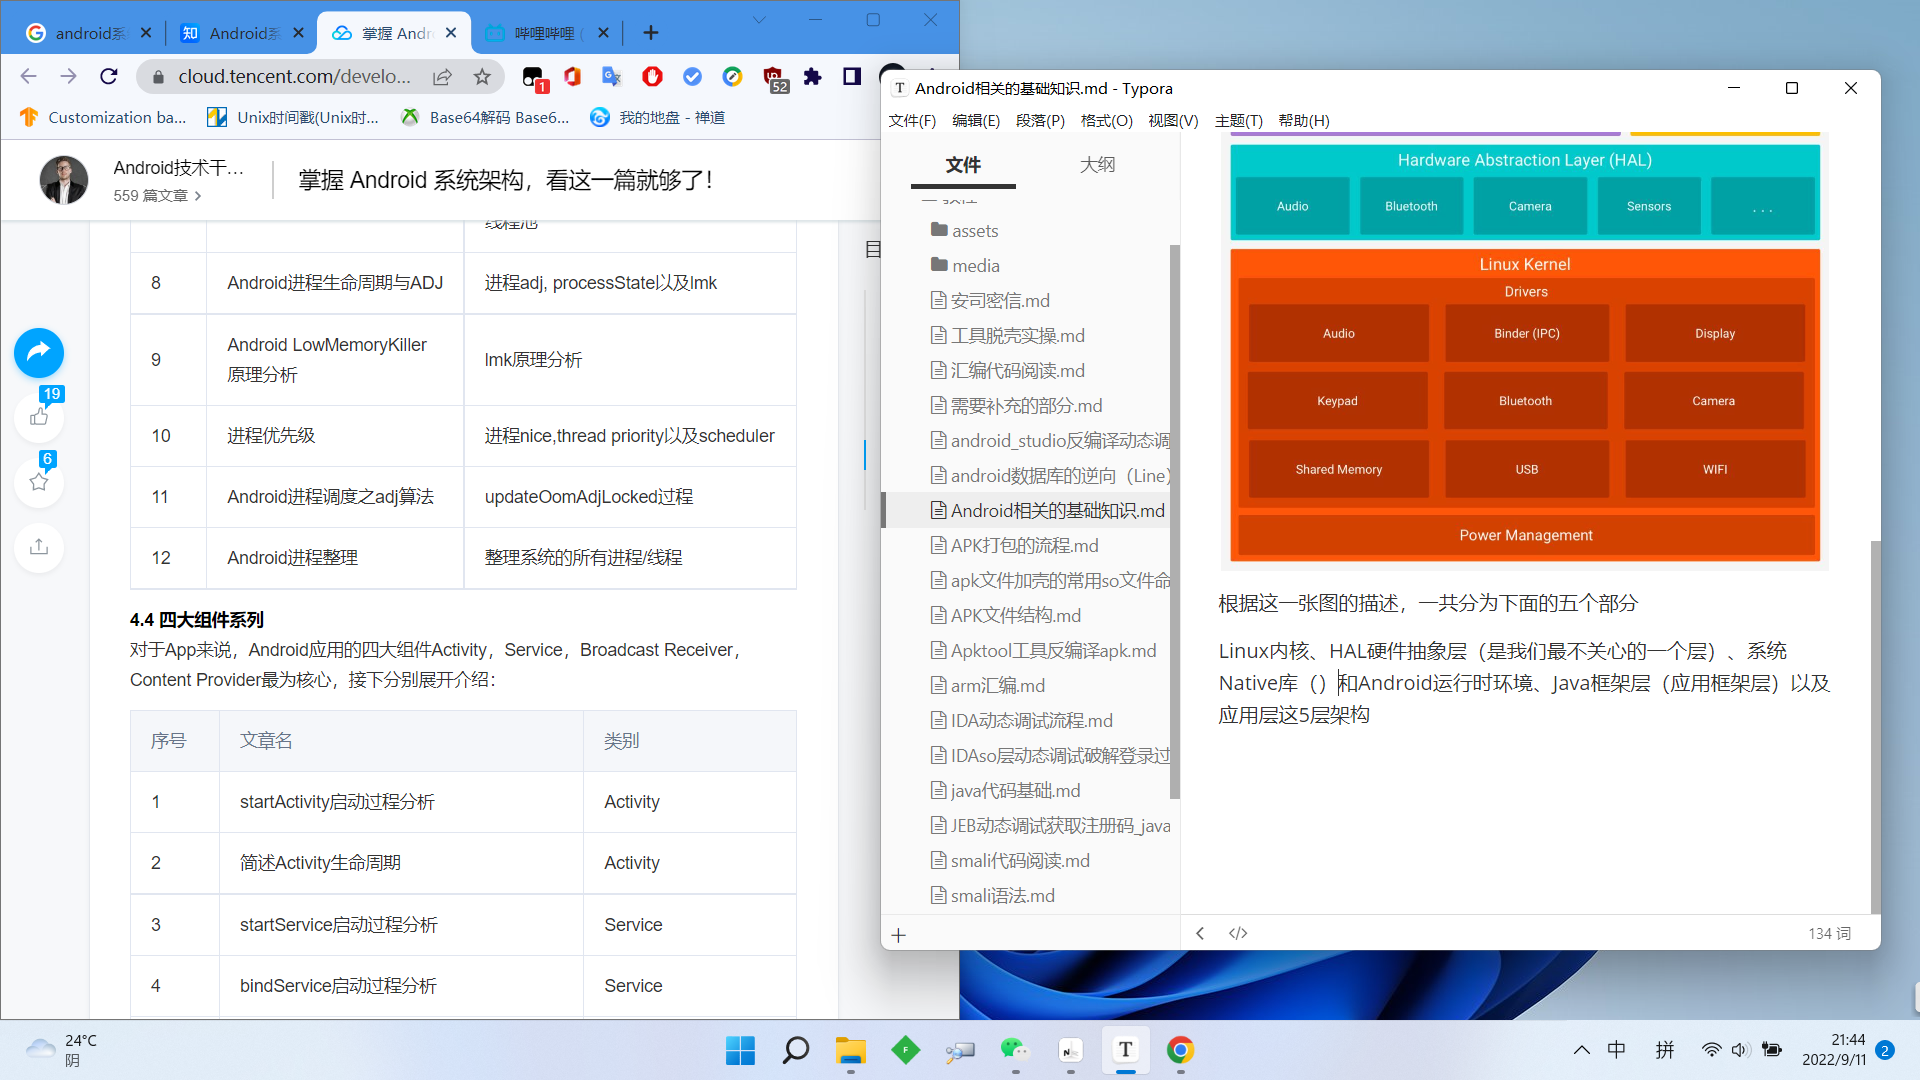 android系
Android系
掌握 Andr
哔哩哔哩 (
cloud.tencent.com/develo...
1
52
Customization ba...
Unix时间戳(Unix时...
Base64解码 Base6...
我的地盘 - 禅道
Android技术干...
559 篇文章
掌握 Android 系统架构，看这一篇就够了！
线程池
目
8
Android进程生命周期与ADJ
进程adj, processState以及lmk
9
Android LowMemoryKiller
原理分析
lmk原理分析
10
进程优先级
进程nice,thread priority以及scheduler
11
Android进程调度之adj算法
updateOomAdjLocked过程
12
Android进程整理
整理系统的所有进程/线程
19
6
4.4 四大组件系列
对于App来说，Android应用的四大组件Activity，Service，Broadcast Receiver，
Content Provider最为核心，接下分别展开介绍：
序号
文章名
类别
1
startActivity启动过程分析
Activity
2
简述Activity生命周期
Activity
3
startService启动过程分析
Service
4
bindService启动过程分析
Service
Android相关的基础知识.md - Typora
文件(F)
编辑(E)
段落(P)
格式(O)
视图(V)
主题(T)
帮助(H)
文件
大纲
assets
media
安司密信.md
工具脱壳实操.md
汇编代码阅读.md
需要补充的部分.md
android_studio反编译动态调
android数据库的逆向（Line）
Android相关的基础知识.md
APK打包的流程.md
apk文件加壳的常用so文件命
APK文件结构.md
Apktool工具反编译apk.md
arm汇编.md
IDA动态调试流程.md
IDAso层动态调试破解登录过
java代码基础.md
JEB动态调试获取注册码_java
smali代码阅读.md
smali语法.md
Hardware Abstraction Layer (HAL)
Audio
Bluetooth
Camera
Sensors
. . .
Linux Kernel
Drivers
Audio
Binder (IPC)
Display
Keypad
Bluetooth
Camera
Shared Memory
USB
WIFI
Power Management
根据这一张图的描述，一共分为下面的五个部分
Linux内核、HAL硬件抽象层（是我们最不关心的一个层）、系统
Native库（）和Android运行时环境、Java框架层（应用框架层）以及
应用层这5层架构
134 词
24°C
阴
中
拼
21:44
2022/9/11
2